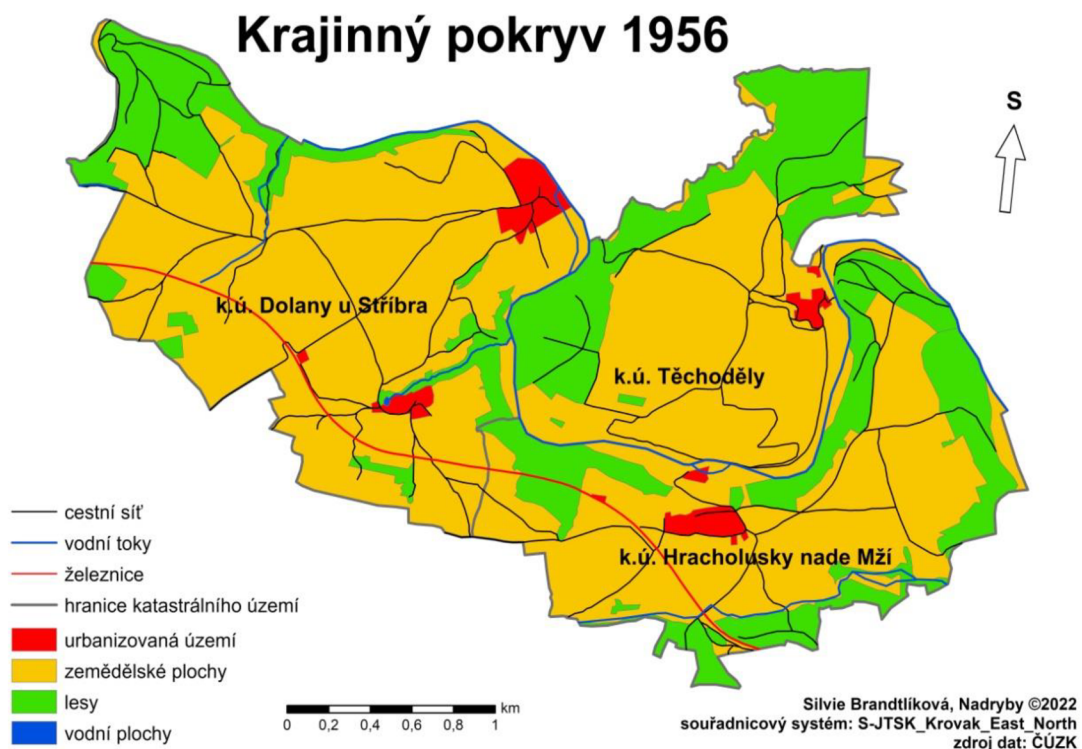 Krajinný pokryv 1956
S
k.ú. Dolany u Stříbra
k.ú. Těchoděly
k.ú. Hracholusky nade Mží
cestní síť
vodní toky
železnice
hranice katastrálního území
urbanizovaná území
zemědělské plochy
lesy
vodní plochy
km
0 0,2 0,4 0,6 0,8 1
Silvie Brandtlíková, Nadryby ©2022
souřadnicový systém: S-JTSK_Krovak_East_North
zdroj dat: ČÚZK